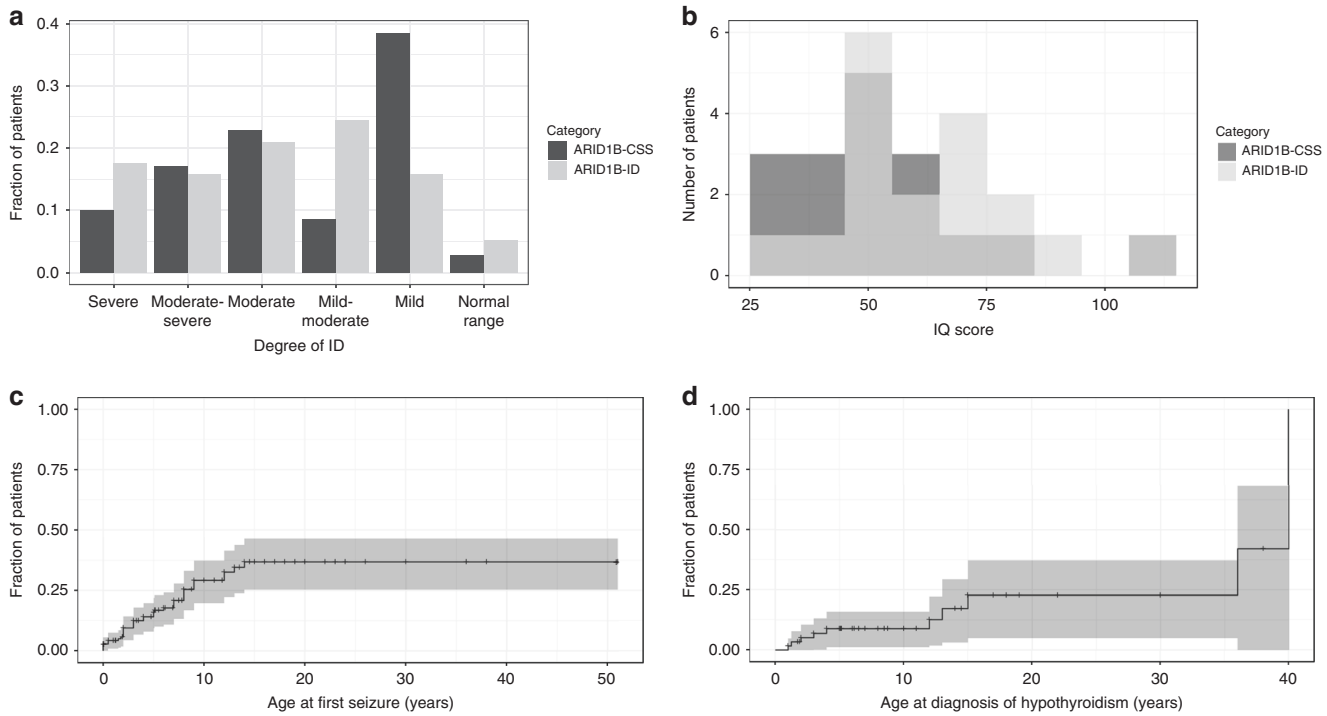 a
0.4
0.3
0.2
0.1
0.0
Fraction of patients
Severe
Moderate-
severe
Moderate
Mild-
moderate
Mild
Normal
range
Degree of ID
Category
ARID1B-CSS
ARID1B-ID
b
6
4
2
0
Number of patients
25
50
75
100
IQ score
Category
ARID1B-CSS
ARID1B-ID
c
1.00
0.75
0.50
0.25
0.00
Fraction of patients
0
10
20
30
40
50
Age at first seizure (years)
d
1.00
0.75
0.50
0.25
0.00
Fraction of patients
0
10
20
30
40
Age at diagnosis of hypothyroidism (years)